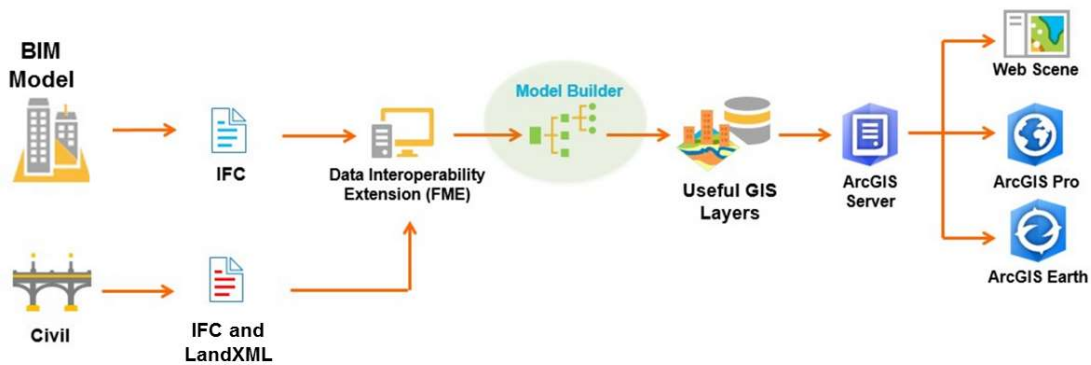 BIM
Model
IFC
Data Interoperability
Extension (FME)
Model Builder
Useful GIS
Layers
ArcGIS
Server
Web Scene
ArcGIS Pro
ArcGIS Earth
Civil
IFC and
LandXML